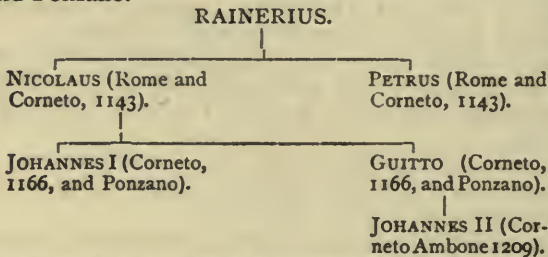 and Ponzano.
RAINERIUS.
NICOLAUS (Rome and
Corneto, 1143).
PETRUS (Rome and
Corneto, 1143).
JOHANNES I (Corneto,
1166, and Ponzano).
GUITTO (Corneto,
1166, and Ponzano).
JOHANNES II (Cor-
neto Ambone 1209).